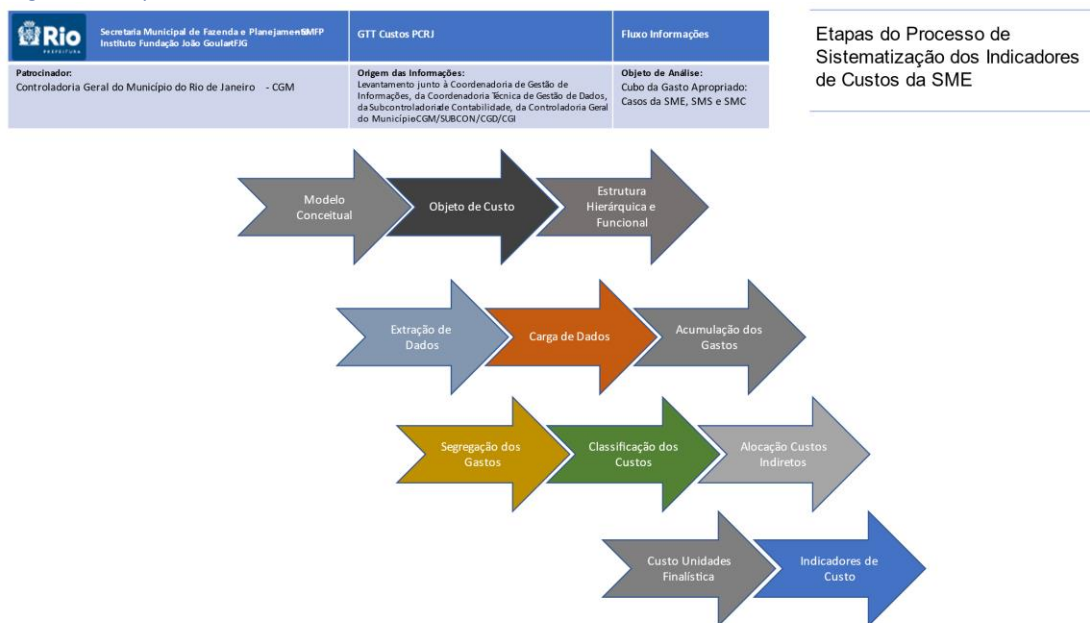 Rio
PREFEITURA
Secretaria Municipal de Fazenda e Planejamento-SMFP
Instituto Fundação João GoulartFJG
GTT Custos PCRJ
Fluxo Informações
Patrocinador:
Controladoria Geral do Município do Rio de Janeiro - CGM
Origem das Informações:
Levantamento junto à Coordenadoria de Gestão de
Informações, da Coordenadoria Técnica de Gestão de Dados,
da Subcontroladoriade Contabilidade, da Controladoria Geral
do Município-CGM/SUBCON/CGD/CGI
Objeto de Análise:
Cubo do Gasto Apropriado:
Casos da SME, SMS e SMC
Etapas do Processo de
Sistematização dos Indicadores
de Custos da SME
Modelo
Conceitual
Objeto de Custo
Estrutura
Hierárquica e
Funcional
Extração de
Dados
Carga de Dados
Acumulação dos
Gastos
Segregação dos
Gastos
Classificação dos
Custos
Alocação Custos
Indiretos
Custo Unidades
Finalística
Indicadores de
Custo